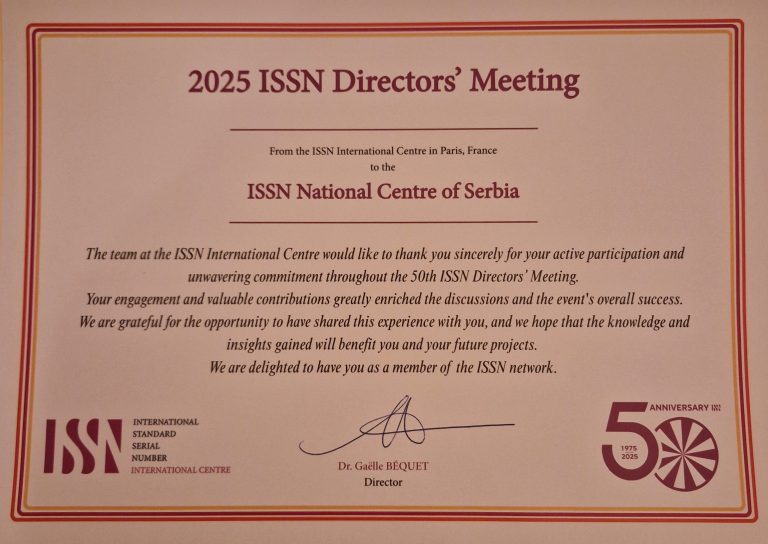 2025 ISSN Directors' Meeting
From the ISSN International Centre in Paris, France
to the
ISSN National Centre of Serbia
The team at the ISSN International Centre would like to thank you sincerely for your active participation and
unwavering commitment throughout the 50th ISSN Directors' Meeting.
Your engagement and valuable contributions greatly enriched the discussions and the event's overall success.
We are grateful for the opportunity to have shared this experience with you, and we hope that the knowledge and
insights gained will benefit you and your future projects.
We are delighted to have you as a member of the ISSN network.
ISSN
INTERNATIONAL
STANDARD
SERIAL
NUMBER
INTERNATIONAL CENTRE
Dr. Gaëlle BÉQUET
Director
50
ANNIVERSARY ISSN
1975
2025